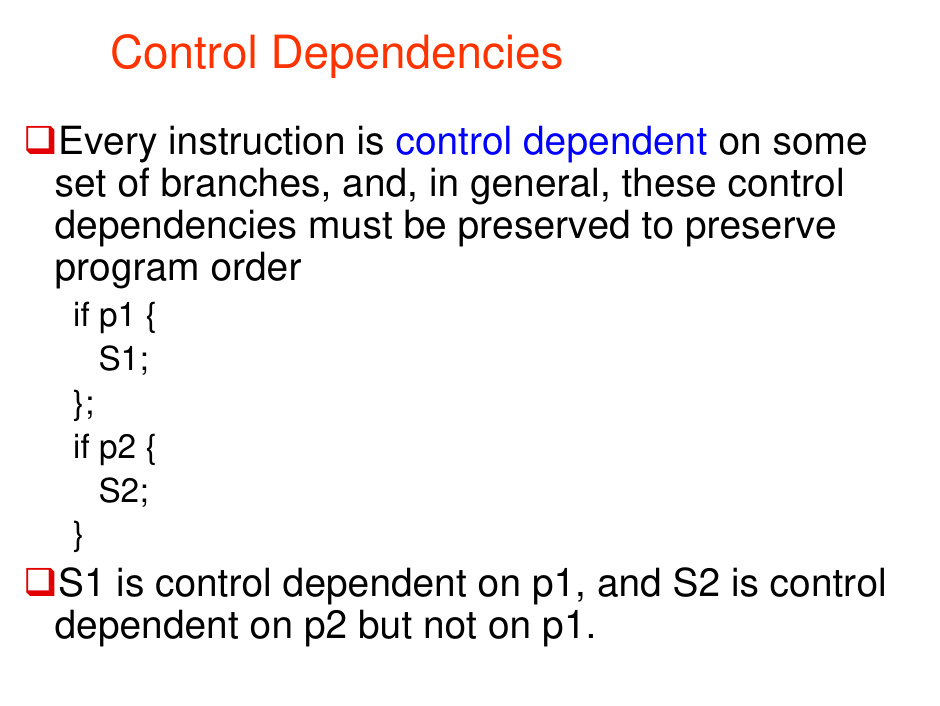 Control Dependencies
❑Every instruction is control dependent on some
set of branches, and, in general, these control
dependencies must be preserved to preserve
program order
if p1 {
S1;
};
if p2 {
S2;
}
❑S1 is control dependent on p1, and S2 is control
dependent on p2 but not on p1.